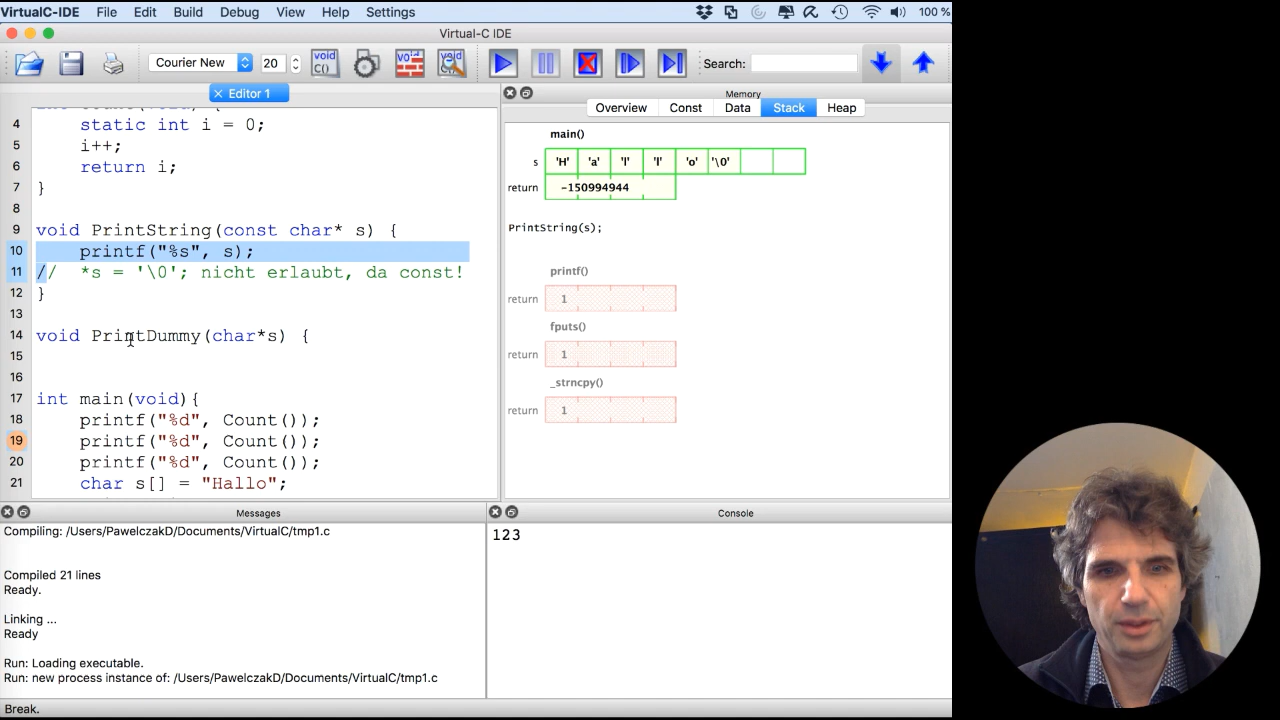 VirtualC-IDE File Edit Build Debug View Help Settings 100 %
Virtual-C IDE
Courier New 20 void C() Search:
Editor 1
4 static int i = 0;
5 i++;
6 return i;
7 }
8
9 void PrintString(const char* s) {
10 printf("%s", s);
11 // *s = '\0'; nicht erlaubt, da const!
12 }
13
14 void PrintDummy(char*s) {
15
16
17 int main(void){
18 printf("%d", Count());
19 printf("%d", Count());
20 printf("%d", Count());
21 char s[] = "Hallo";
Memory
Overview Const Data Stack Heap
main()
s 'H' 'a' 'l' 'l' 'o' '\0'
return -150994944
PrintString(s);
printf()
return 1
fputs()
return 1
_strncpy()
return 1
Messages
Compiling: /Users/PawelczakD/Documents/VirtualC/tmp1.c
Compiled 21 lines
Ready.
Linking ...
Ready
Run: Loading executable.
Run: new process instance of: /Users/PawelczakD/Documents/VirtualC/tmp1.c
Console
123
Break.